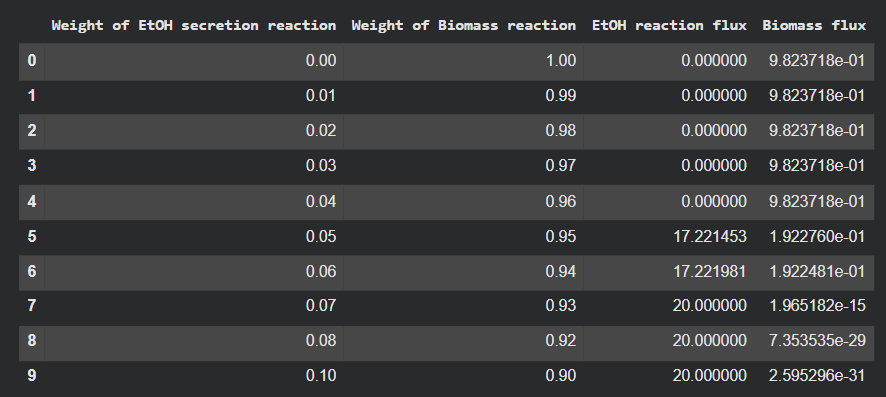 Weight of EtOH secretion reaction Weight of Biomass reaction EtOH reaction flux Biomass flux
0 0.00 1.00 0.000000 9.823718e-01
1 0.01 0.99 0.000000 9.823718e-01
2 0.02 0.98 0.000000 9.823718e-01
3 0.03 0.97 0.000000 9.823718e-01
4 0.04 0.96 0.000000 9.823718e-01
5 0.05 0.95 17.221453 1.922760e-01
6 0.06 0.94 17.221981 1.922481e-01
7 0.07 0.93 20.000000 1.965182e-15
8 0.08 0.92 20.000000 7.353535e-29
9 0.10 0.90 20.000000 2.595296e-31